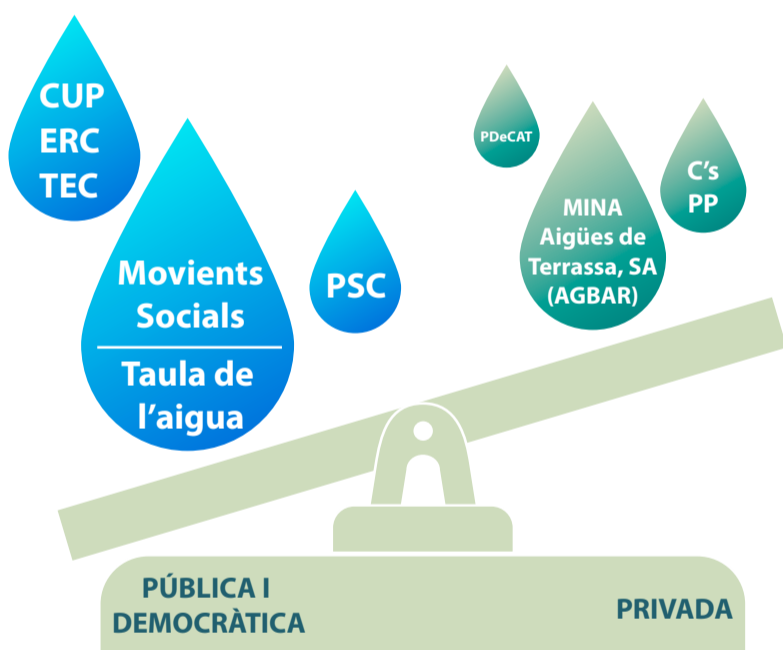 CUP
ERC
TEC
Movients
Socials
Taula de
l'aigua
PSC
PDeCAT
MINA
Aigües de
Terrassa, SA
(AGBAR)
C's
PP
PÚBLICA I
DEMOCRÀTICA
PRIVADA